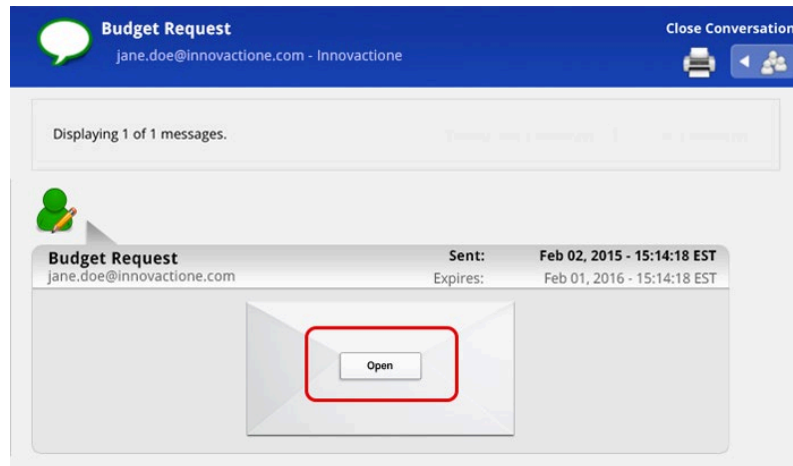 Budget Request
Close Conversation
jane.doe@innovactione.com - Innovactione
Displaying 1 of 1 messages.
Budget Request Sent: Feb 02, 2015 - 15:14:18 EST
jane.doe@innovactione.com Expires: Feb 01, 2016 - 15:14:18 EST
Open